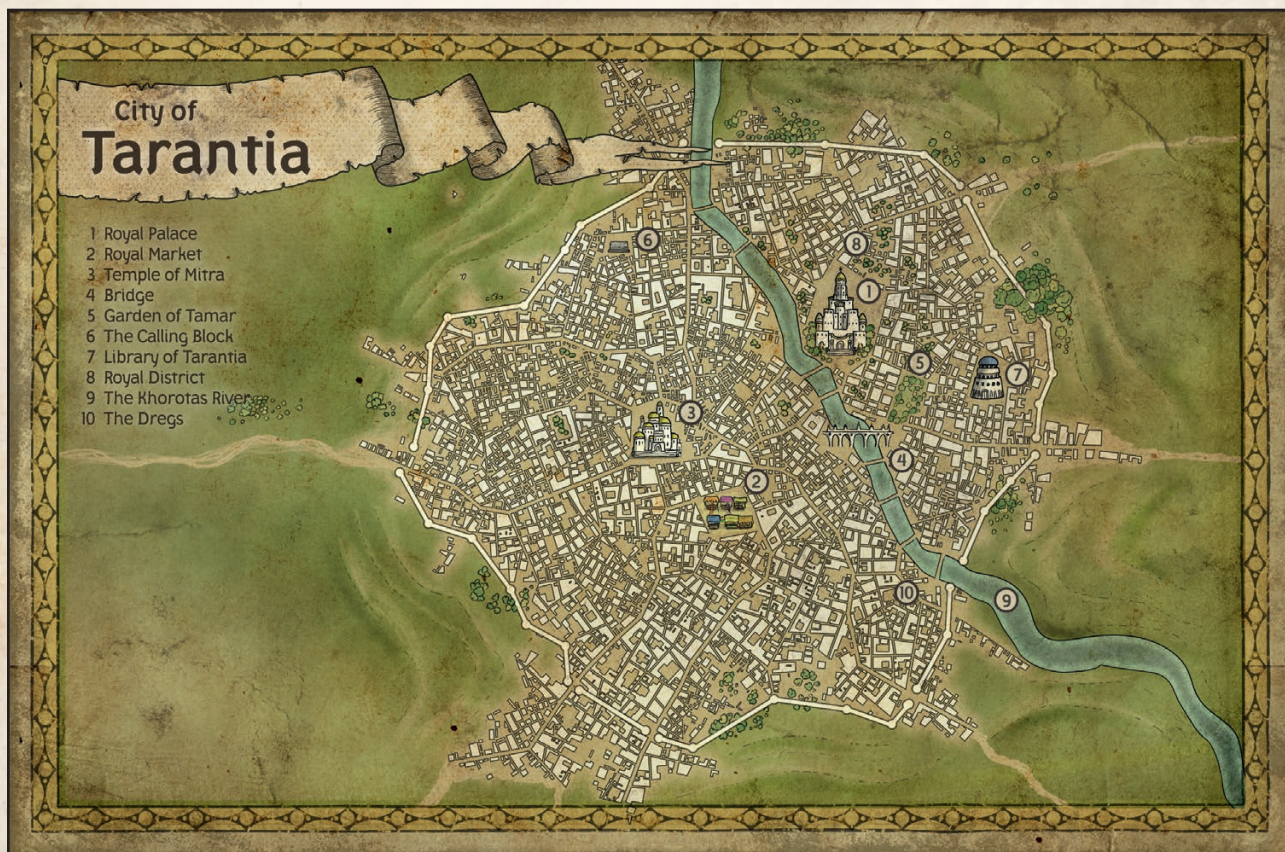 City of
Tarantia
1 Royal Palace
2 Royal Market
3 Temple of Mitra
4 Bridge
5 Garden of Tamar
6 The Calling Block
7 Library of Tarantia
8 Royal District
9 The Khorotas River
10 The Dregs
6
8
1
5
7
3
4
2
10
9